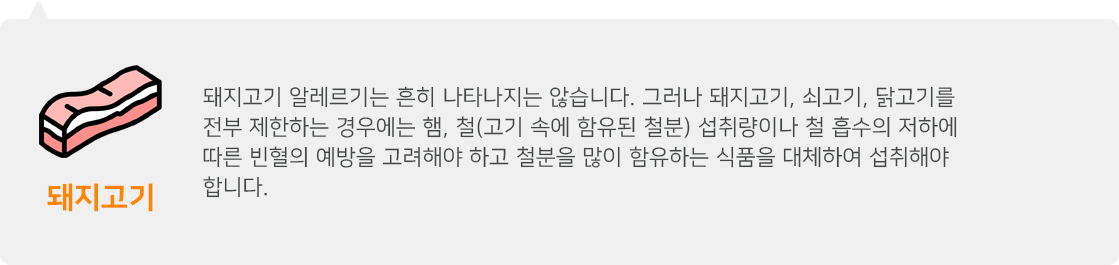 돼지고기 알레르기는 흔히 나타나지는 않습니다. 그러나 돼지고기, 쇠고기, 닭고기를
전부 제한하는 경우에는 햄, 철(고기 속에 함유된 철분) 섭취량이나 철 흡수의 저하에
따른 빈혈의 예방을 고려해야 하고 철분을 많이 함유하는 식품을 대체하여 섭취해야
합니다.
돼지고기